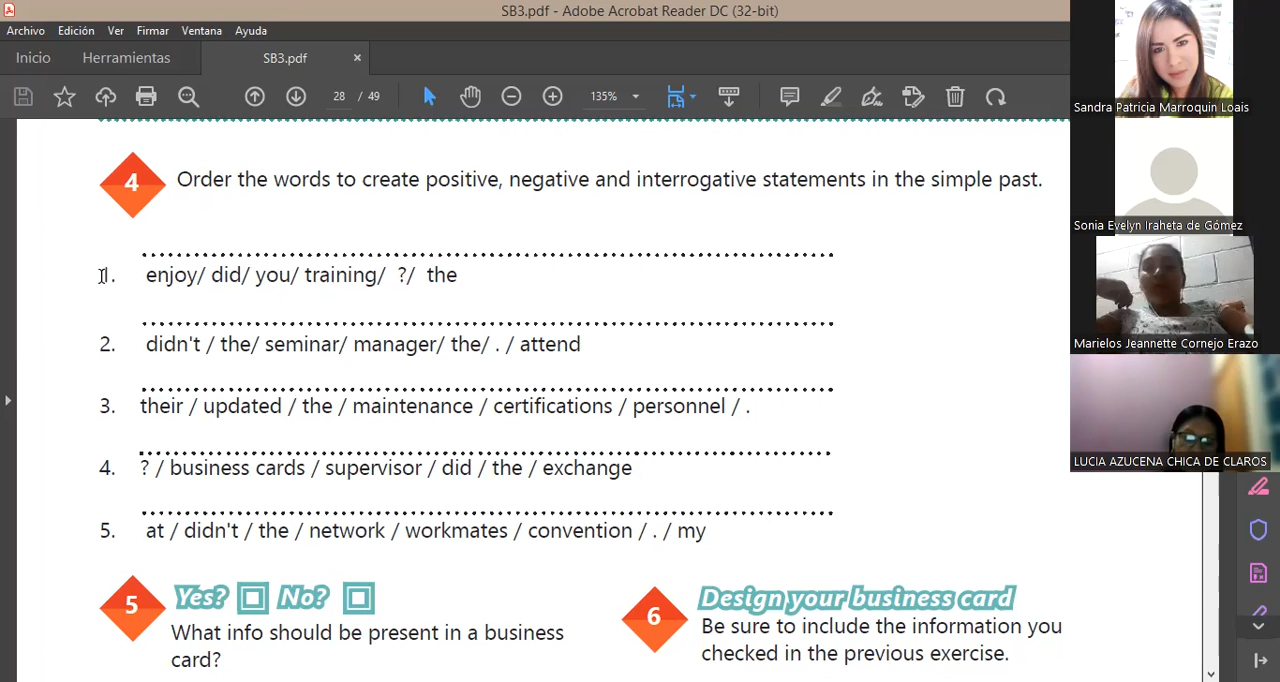 SB3.pdf - Adobe Acrobat Reader DC (32-bit)
Archivo Edición Ver Firmar Ventana Ayuda
Inicio Herramientas SB3.pdf ×
28 / 49 135%
4 Order the words to create positive, negative and interrogative statements in the simple past.
1. enjoy/ did/ you/ training/ ?/ the
2. didn't / the/ seminar/ manager/ the/ . / attend
3. their / updated / the / maintenance / certifications / personnel / .
4. ? / business cards / supervisor / did / the / exchange
5. at / didn't / the / network / workmates / convention / . / my
5 Yes? No?
What info should be present in a business
card?
6 Design your business card
Be sure to include the information you
checked in the previous exercise.
Sandra Patricia Marroquin Loais
Sonia Evelyn Iraheta de Gómez
Marielos Jeannette Cornejo Erazo
LUCIA AZUCENA CHICA DE CLAROS